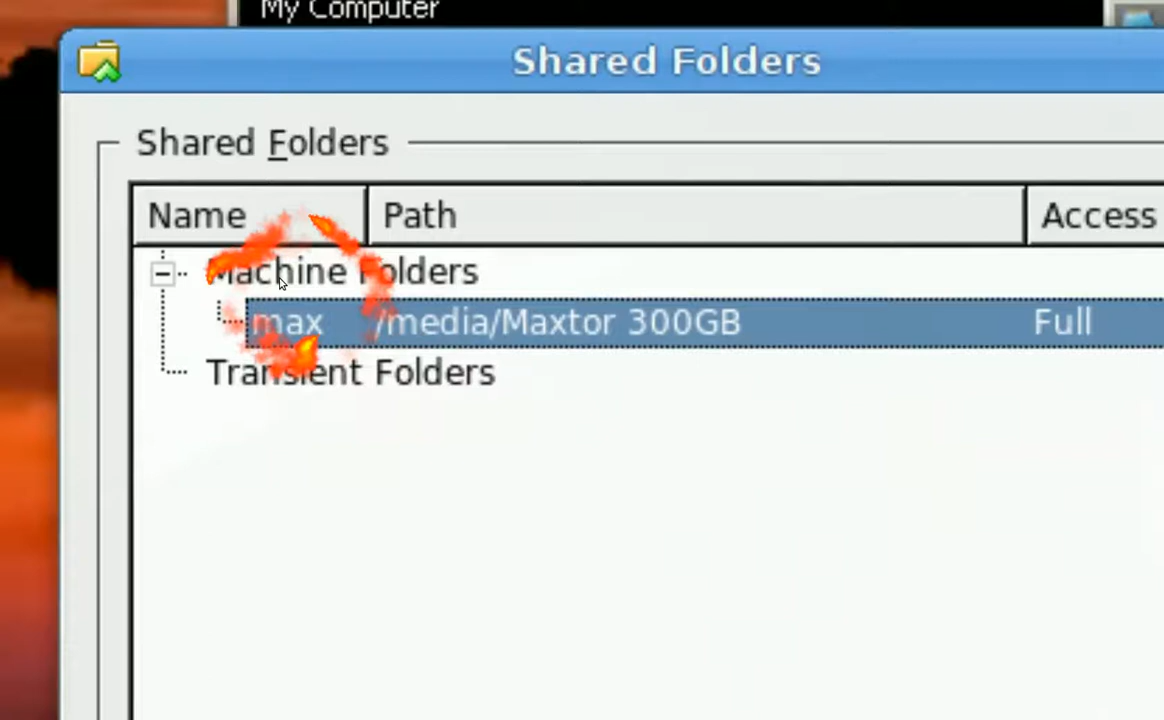 My Computer
Shared Folders
Shared Folders
Name Path Access
Machine Folders
max /media/Maxtor 300GB Full
Transient Folders